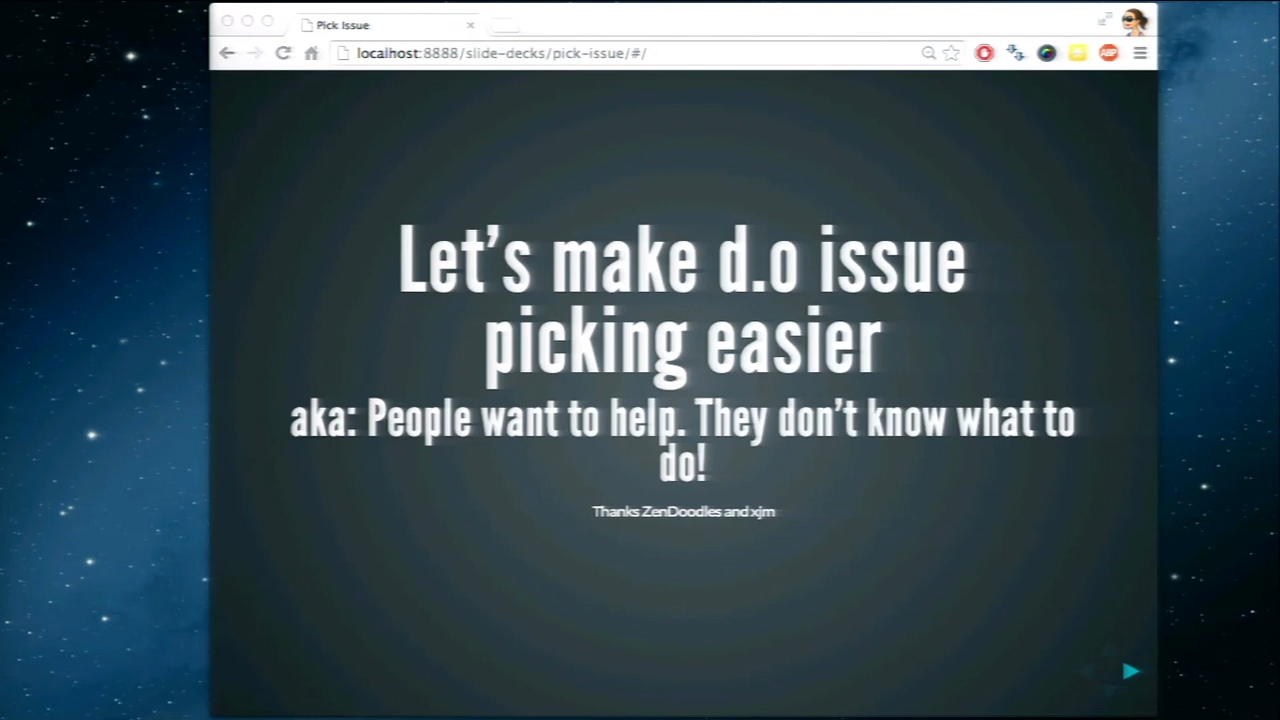 Pick Issue
localhost:8888/slide-decks/pick-issue/#/
ABP
Let's make d.o issue
picking easier
aka: People want to help. They don't know what to
do!
Thanks ZenDoodles and xjm